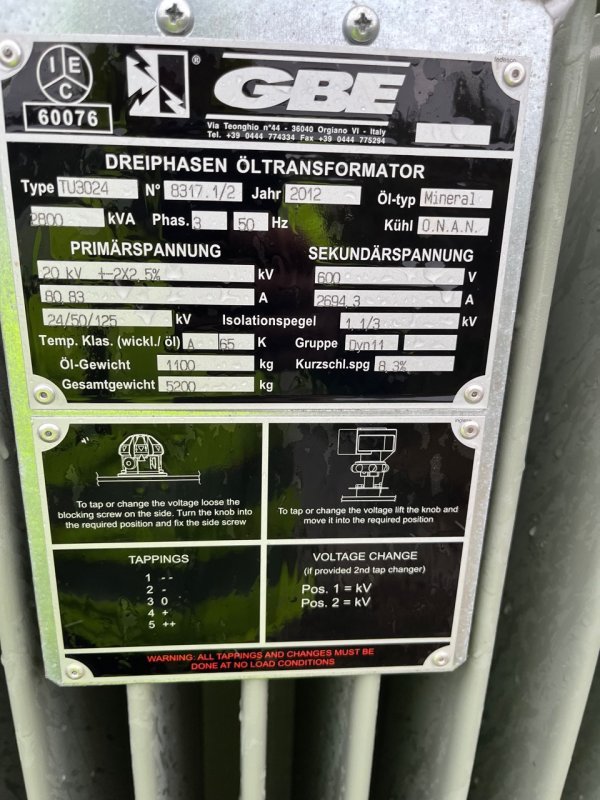 tedesco
I E C
60076
® GBE
Via Teonghio n°44 - 36040 Orgiano VI - Italy
Tel. +39 0444 774334 Fax +39 0444 775294
DREIPHASEN ÖLTRANSFORMATOR
Type TU3024 N° 8317.1/2 Jahr 2012 Öl-typ Mineral
2800 kVA Phas. 3 50 Hz Kühl O.N.A.N.
PRIMÄRSPANNUNG SEKUNDÄRSPANNUNG
20 kV +-2X2.5% kV 600 V
80.83 A 2694.3 A
24/50/125 kV Isolationspegel 1.1/3 kV
Temp. Klas. (wickl./ öl) A 65 K Gruppe Dyn11
Öl-Gewicht 1100 kg Kurzschl.spg 8.3%
Gesamtgewicht 5200 kg
inglese
To tap or change the voltage loose the
blocking screw on the side. Turn the knob into
the required position and fix the side screw
To tap or change the voltage lift the knob and
move it into the required position
TAPPINGS
1 --
2 -
3 0
4 +
5 ++
VOLTAGE CHANGE
(if provided 2nd tap changer)
Pos. 1 = kV
Pos. 2 = kV
WARNING: ALL TAPPINGS AND CHANGES MUST BE
DONE AT NO LOAD CONDITIONS